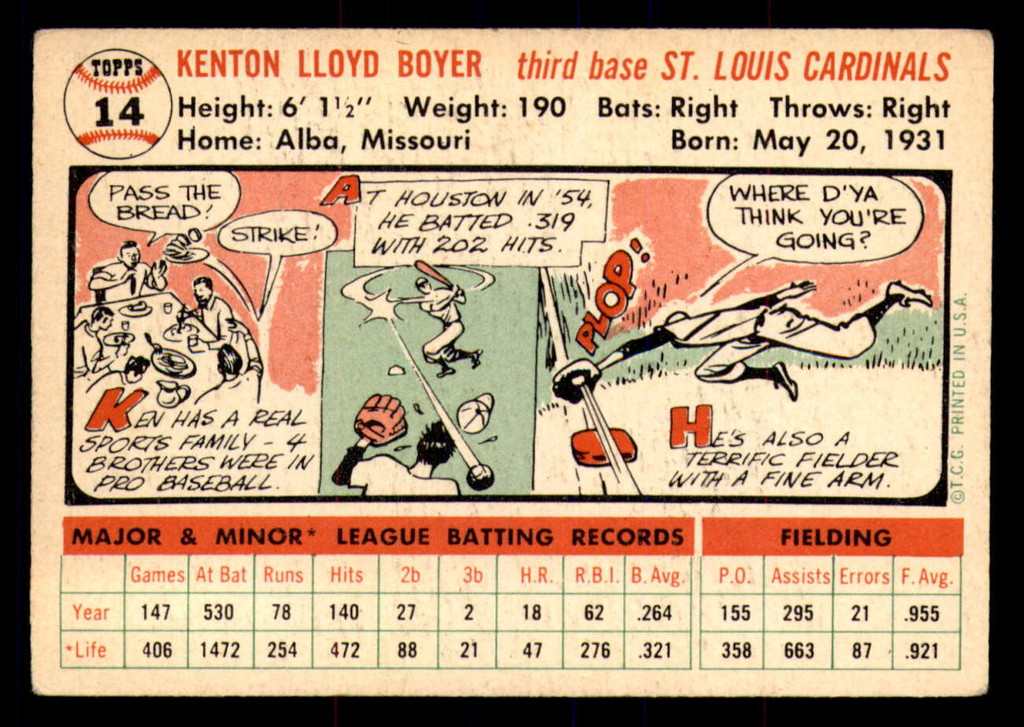 TOPPS
14
KENTON LLOYD BOYER third base ST. LOUIS CARDINALS
Height: 6' 1½" Weight: 190 Bats: Right Throws: Right
Home: Alba, Missouri Born: May 20, 1931
PASS THE
BREAD!
STRIKE!
KEN HAS A REAL
SPORTS FAMILY - 4
BROTHERS WERE IN
PRO BASEBALL.
AT HOUSTON IN '54,
HE BATTED .319
WITH 202 HITS.
WHERE D'YA
THINK YOU'RE
GOING?
PLOP!
HE'S ALSO A
TERRIFIC FIELDER
WITH A FINE ARM.
© T.C.G. PRINTED IN U.S.A.
MAJOR & MINOR* LEAGUE BATTING RECORDS FIELDING
Games At Bat Runs Hits 2b 3b H.R. R.B.I. B. Avg. P.O. Assists Errors F. Avg.
Year 147 530 78 140 27 2 18 62 .264 155 295 21 .955
*Life 406 1472 254 472 88 21 47 276 .321 358 663 87 .921